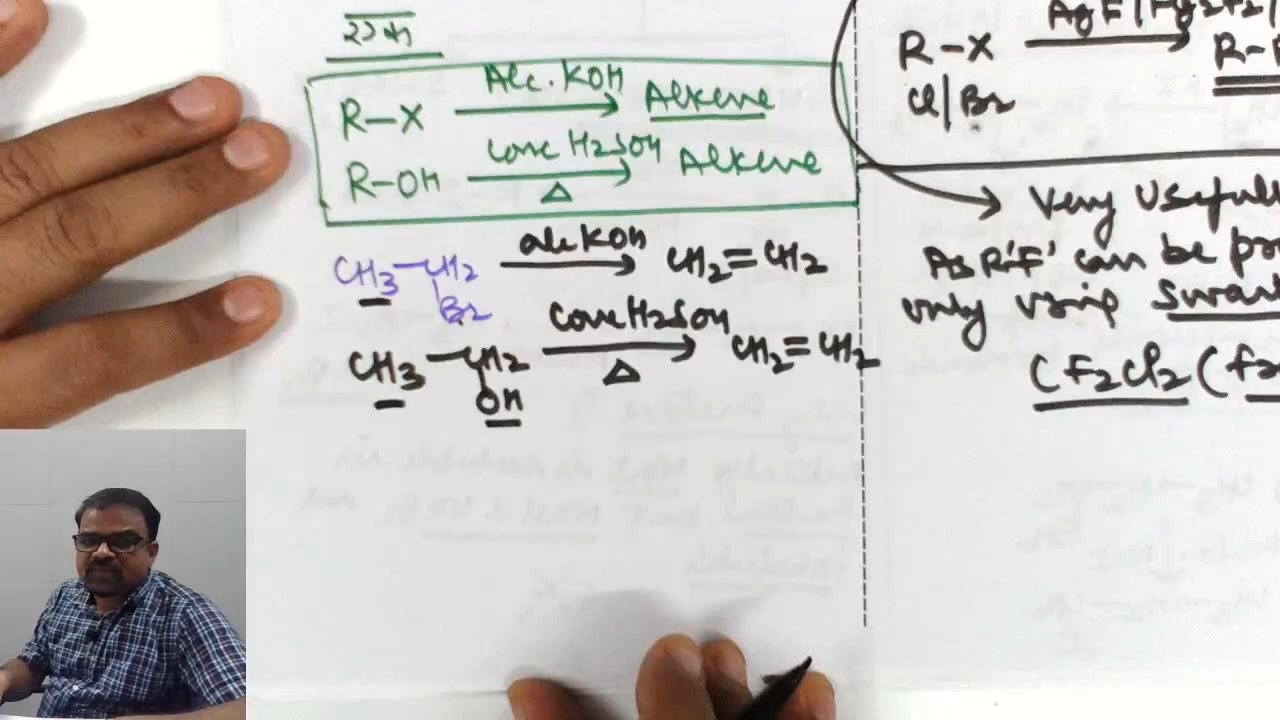 R-X Alc. KOH Alkene
R-OH conc H2SO4 Alkene
Δ
CH3-CH2 alc KOH CH2=CH2
Br
CH3-CH2 conc H2SO4 CH2=CH2
OH Δ
R-X
Cl/Br
Very Useful
As R'F' can be
only using
CF2Cl2 (